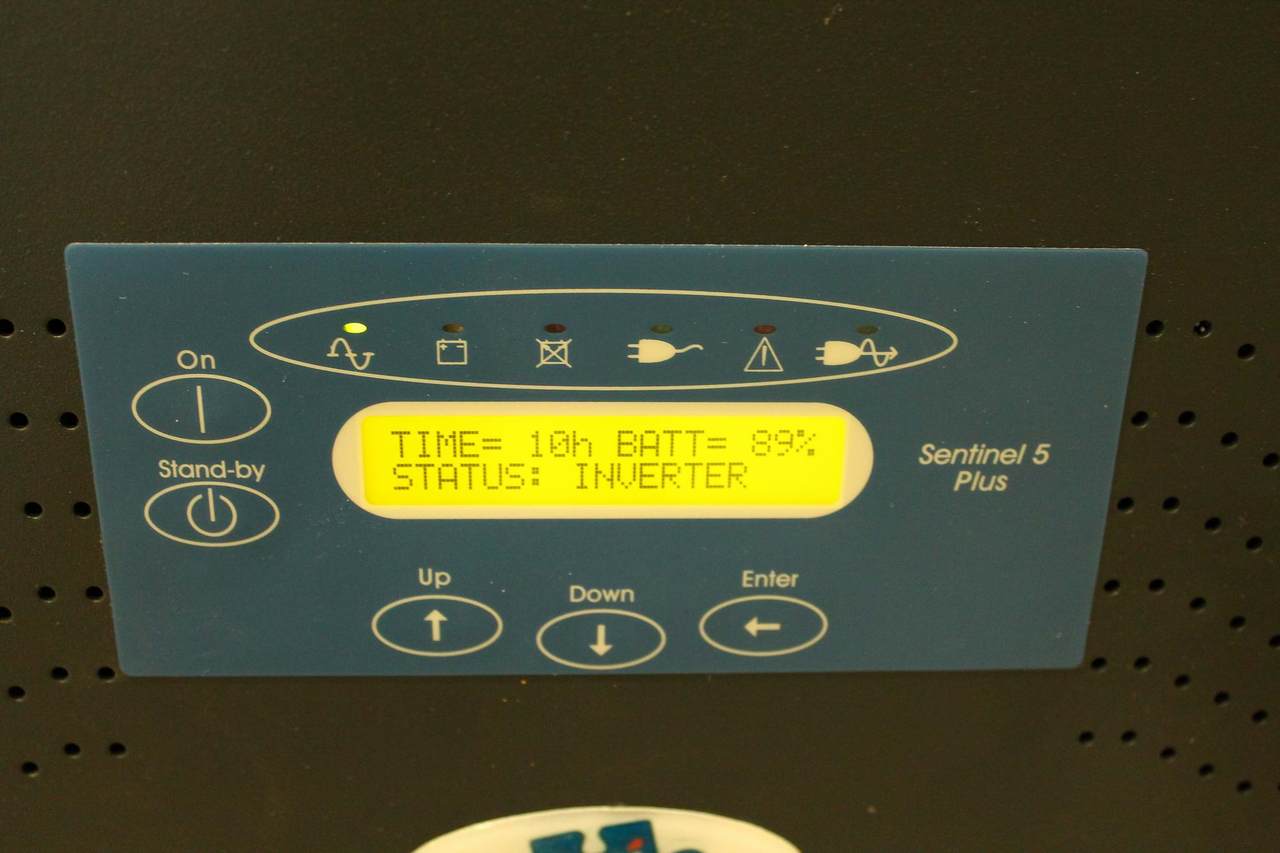 On
Stand-by
TIME= 10h BATT= 89%
STATUS: INVERTER
Sentinel 5
Plus
Up
Down
Enter